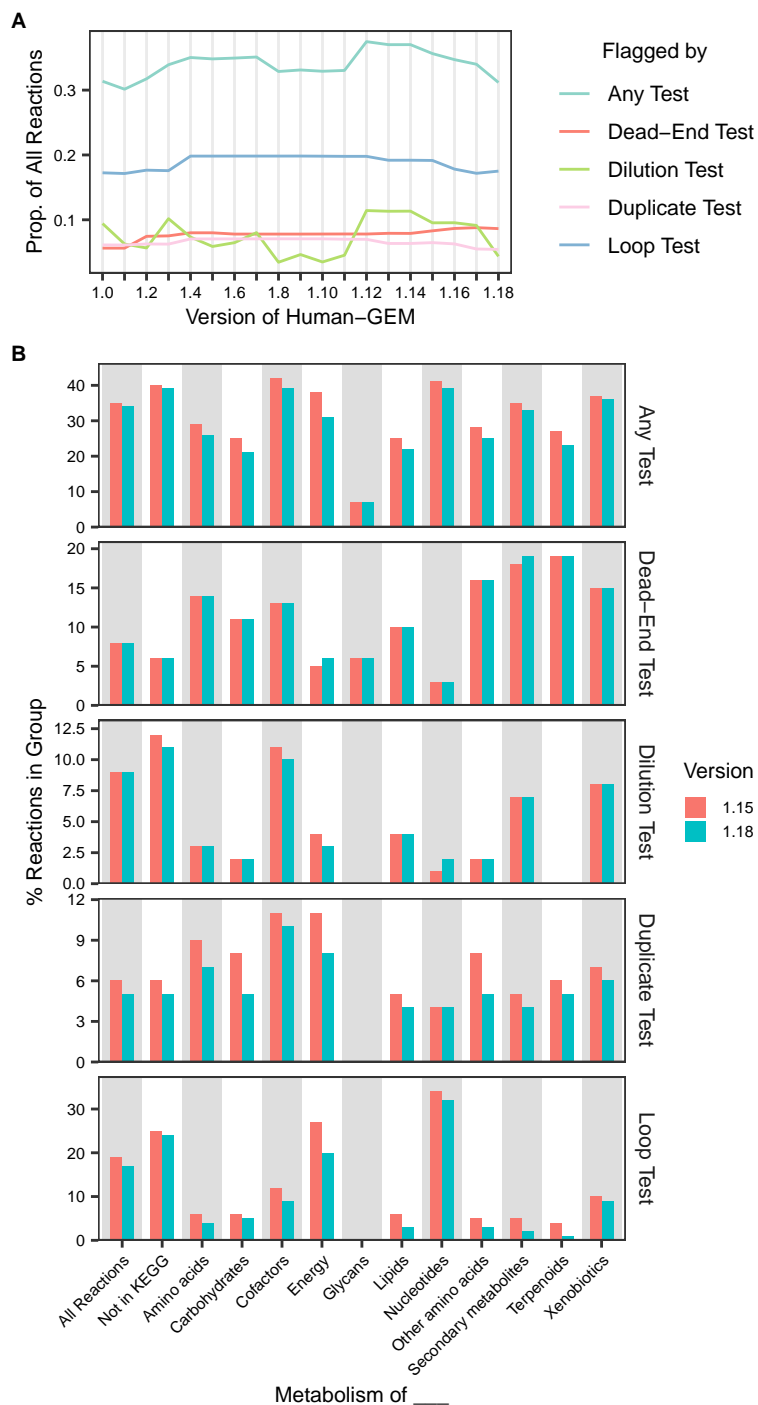 A
Prop. of All Reactions
0.3
0.2
0.1
1.0 1.2 1.4 1.6 1.8 1.10 1.12 1.14 1.16 1.18
Version of Human−GEM
Flagged by
Any Test
Dead−End Test
Dilution Test
Duplicate Test
Loop Test
B
% Reactions in Group
40
30
20
10
0
Any Test
20
15
10
5
0
Dead−End Test
12.5
10.0
7.5
5.0
2.5
0.0
Dilution Test
12
9
6
3
0
Duplicate Test
30
20
10
0
Loop Test
All Reactions
Not in KEGG
Amino acids
Carbohydrates
Cofactors
Energy
Glycans
Lipids
Nucleotides
Other amino acids
Secondary metabolites
Terpenoids
Xenobiotics
Metabolism of ___
Version
1.15
1.18